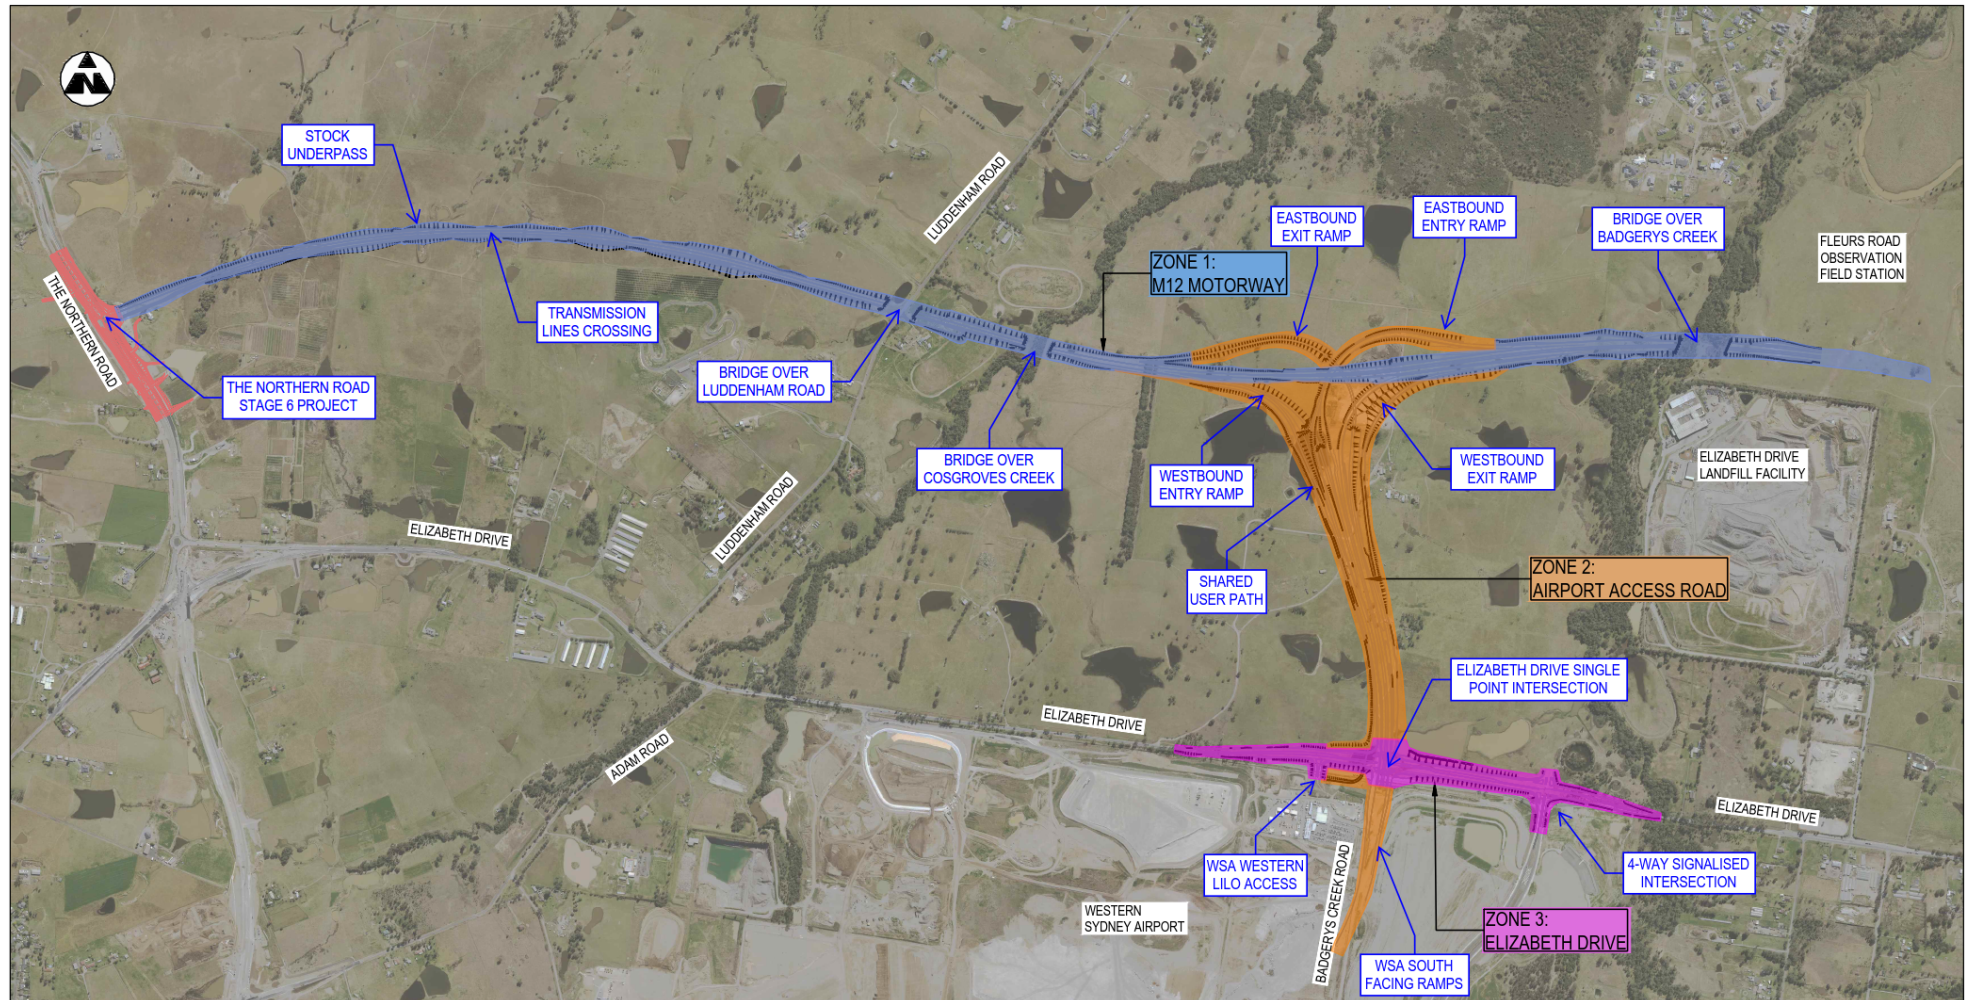 N
STOCK
UNDERPASS
LUDDENHAM ROAD
EASTBOUND
EXIT RAMP
EASTBOUND
ENTRY RAMP
BRIDGE OVER
BADGERYS CREEK
FLEURS ROAD
OBSERVATION
FIELD STATION
ZONE 1:
M12 MOTORWAY
THE NORTHERN ROAD
TRANSMISSION
LINES CROSSING
BRIDGE OVER
LUDDENHAM ROAD
THE NORTHERN ROAD
STAGE 6 PROJECT
BRIDGE OVER
COSGROVES CREEK
WESTBOUND
ENTRY RAMP
WESTBOUND
EXIT RAMP
ELIZABETH DRIVE
LANDFILL FACILITY
ELIZABETH DRIVE
LUDDENHAM ROAD
SHARED
USER PATH
ZONE 2:
AIRPORT ACCESS ROAD
ELIZABETH DRIVE SINGLE
POINT INTERSECTION
ELIZABETH DRIVE
ADAM ROAD
ELIZABETH DRIVE
WSA WESTERN
LILO ACCESS
4-WAY SIGNALISED
INTERSECTION
BADGERYS CREEK ROAD
WESTERN
SYDNEY AIRPORT
ZONE 3:
ELIZABETH DRIVE
WSA SOUTH
FACING RAMPS